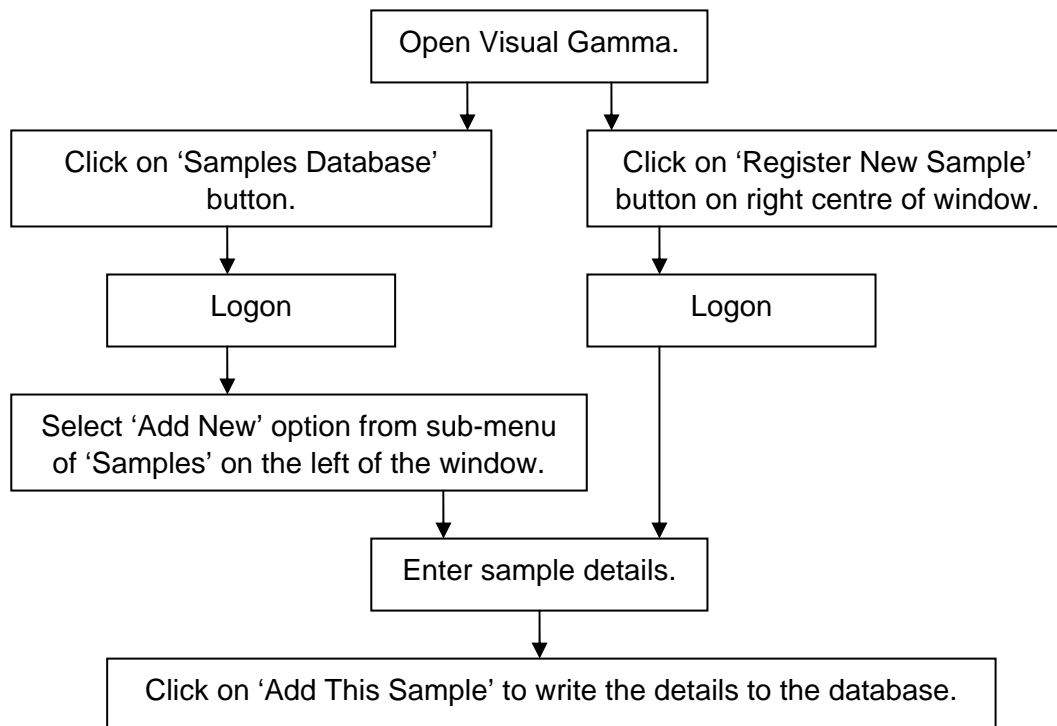 Open Visual Gamma.
Click on ‘Samples Database’
button.
Click on ‘Register New Sample’
button on right centre of window.
Logon
Logon
Select ‘Add New’ option from sub-menu
of ‘Samples’ on the left of the window.
Enter sample details.
Click on ‘Add This Sample’ to write the details to the database.